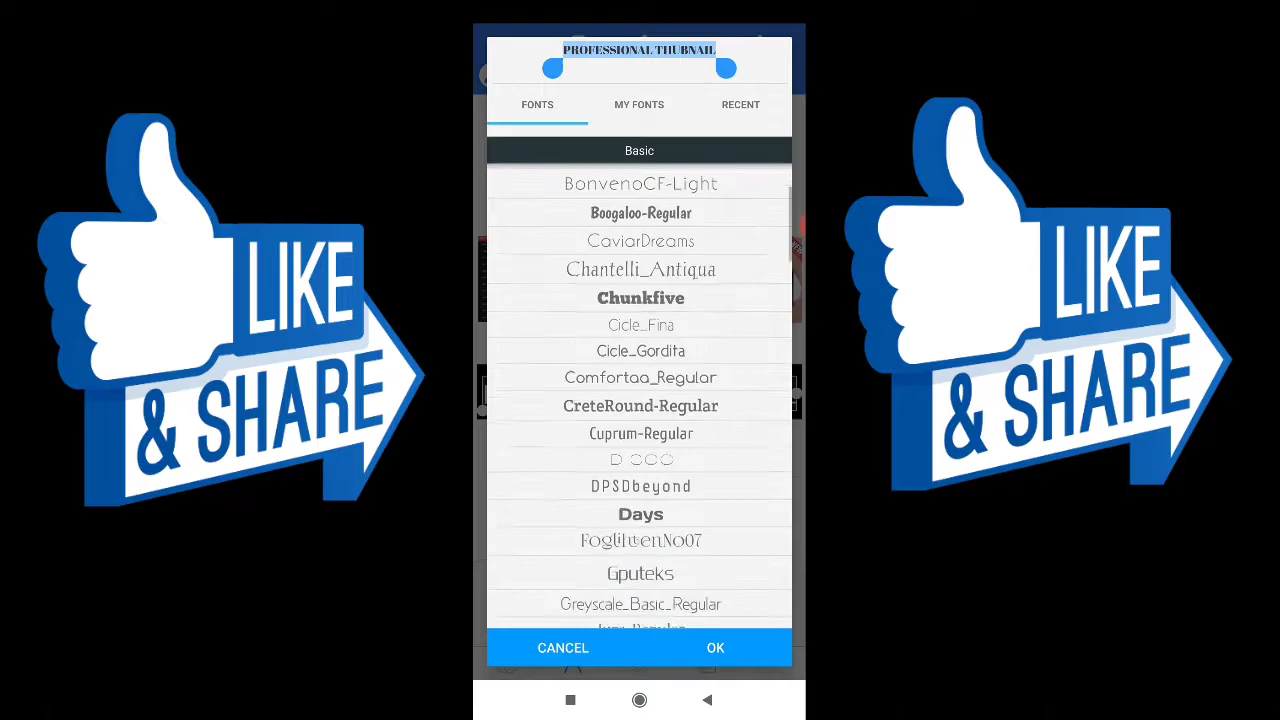 PROFESSIONAL THUBNAIL
FONTS
MY FONTS
RECENT
Basic
BonvenoCF-Light
Boogaloo-Regular
CaviarDreams
Chantelli_Antiqua
Chunkfive
Cicle_Fina
Cicle_Gordita
Comfortaa_Regular
CreteRound-Regular
Cuprum-Regular
DPSDbeyond
Days
FoglihtenNo07
Gputeks
Greyscale_Basic_Regular
CANCEL
OK
LIKE
& SHARE
LIKE
& SHARE